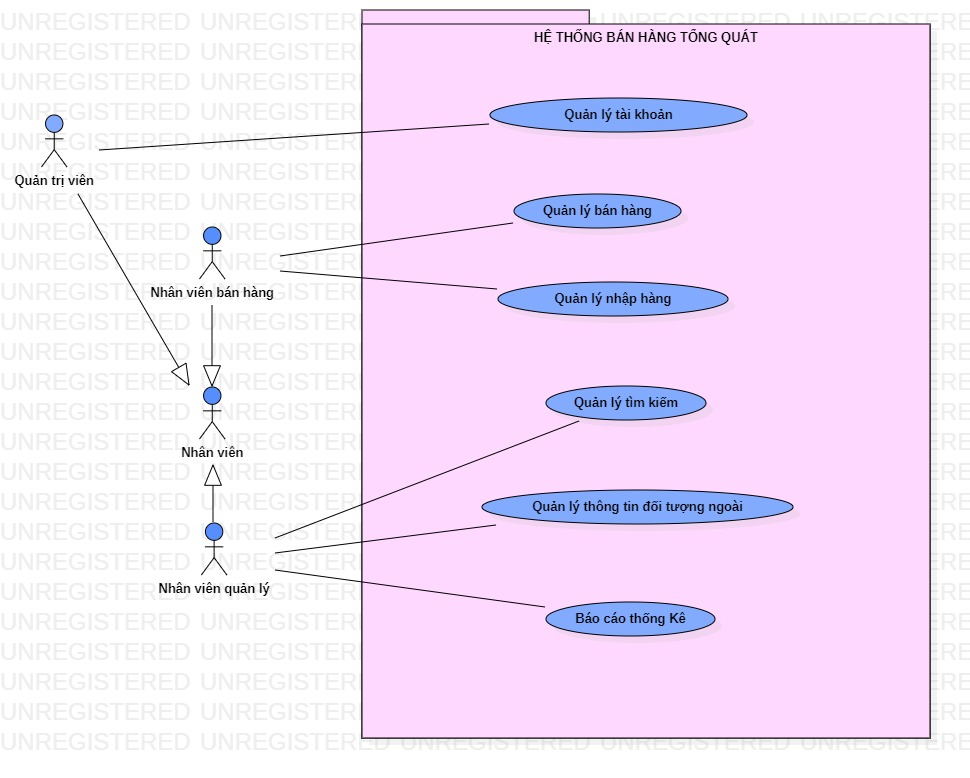 HỆ THỐNG BÁN HÀNG TỔNG QUÁT
Quản lý tài khoản
Quản trị viên
Quản lý bán hàng
Nhân viên bán hàng
Quản lý nhập hàng
Quản lý tìm kiếm
Nhân viên
Quản lý thông tin đối tượng ngoài
Nhân viên quản lý
Báo cáo thống Kê
UNREGISTERED